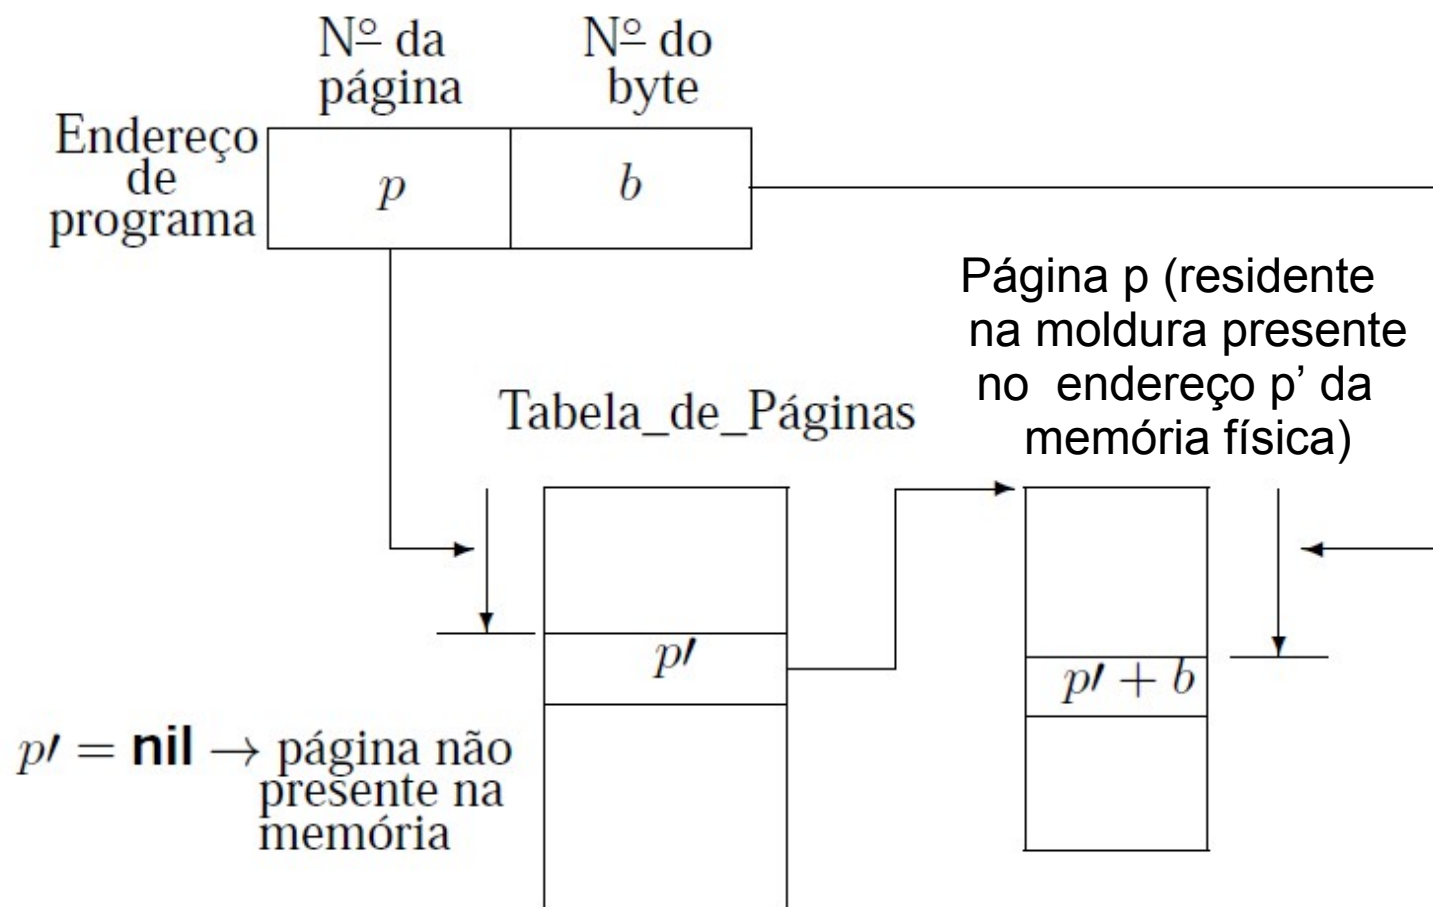 Nº da
página
Nº do
byte
Endereço
de
programa
p
b
Página p (residente
na moldura presente
no endereço p’ da
memória física)
Tabela_de_Páginas
p′
p′ + b
p′ = nil → página não
presente na
memória